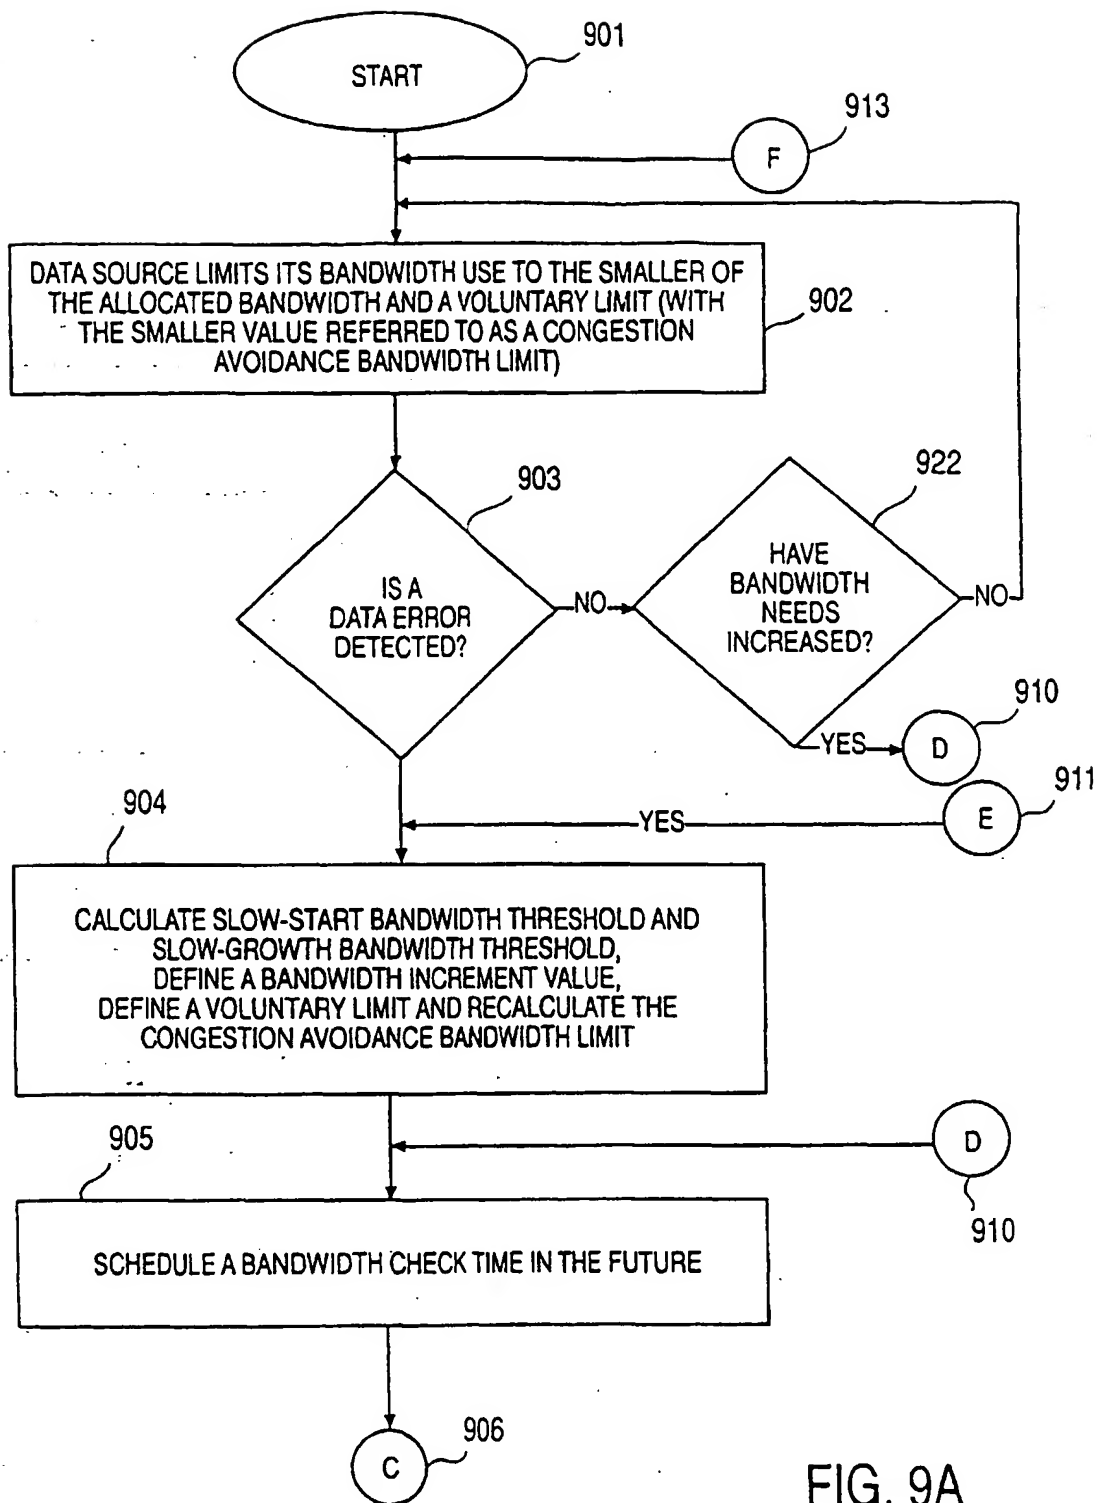 START
901
F
913
DATA SOURCE LIMITS ITS BANDWIDTH USE TO THE SMALLER OF
THE ALLOCATED BANDWIDTH AND A VOLUNTARY LIMIT (WITH
THE SMALLER VALUE REFERRED TO AS A CONGESTION
AVOIDANCE BANDWIDTH LIMIT)
902
IS A
DATA ERROR
DETECTED?
903
NO
HAVE
BANDWIDTH
NEEDS
INCREASED?
922
NO
YES
D
910
YES
E
911
904
CALCULATE SLOW-START BANDWIDTH THRESHOLD AND
SLOW-GROWTH BANDWIDTH THRESHOLD,
DEFINE A BANDWIDTH INCREMENT VALUE,
DEFINE A VOLUNTARY LIMIT AND RECALCULATE THE
CONGESTION AVOIDANCE BANDWIDTH LIMIT
D
910
905
SCHEDULE A BANDWIDTH CHECK TIME IN THE FUTURE
C
906
FIG. 9A